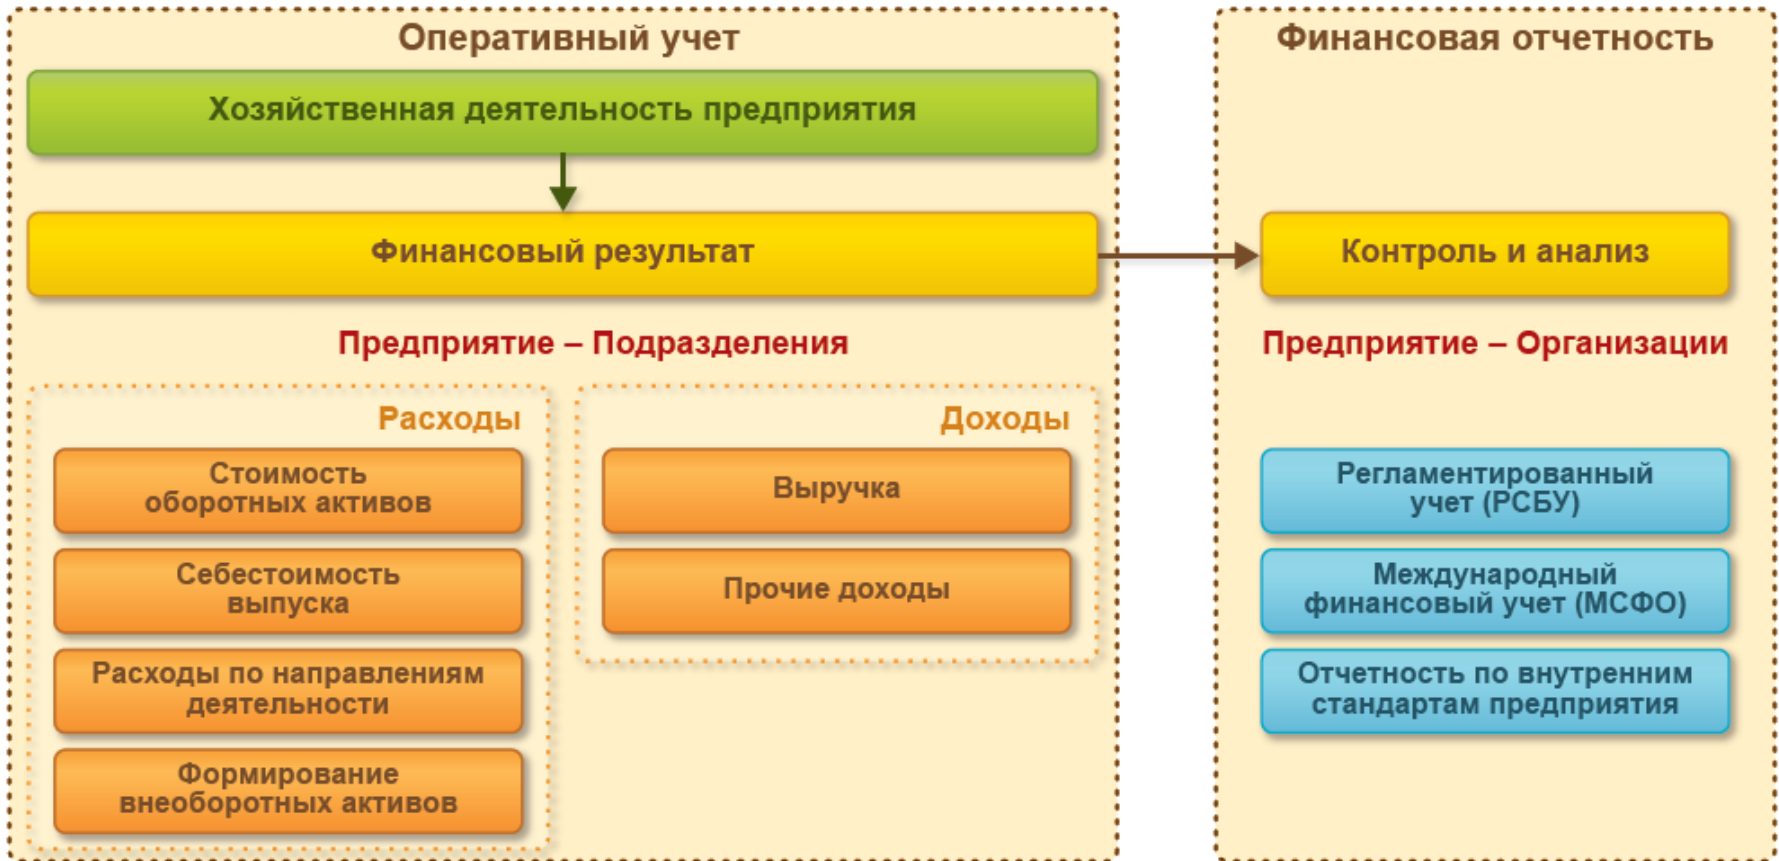 Оперативный учет
Хозяйственная деятельность предприятия
Финансовый результат
Предприятие – Подразделения
Расходы
Стоимость
оборотных активов
Себестоимость
выпуска
Расходы по направлениям
деятельности
Формирование
внеоборотных активов
Доходы
Выручка
Прочие доходы
Финансовая отчетность
Контроль и анализ
Предприятие – Организации
Регламентированный
учет (РСБУ)
Международный
финансовый учет (МСФО)
Отчетность по внутренним
стандартам предприятия